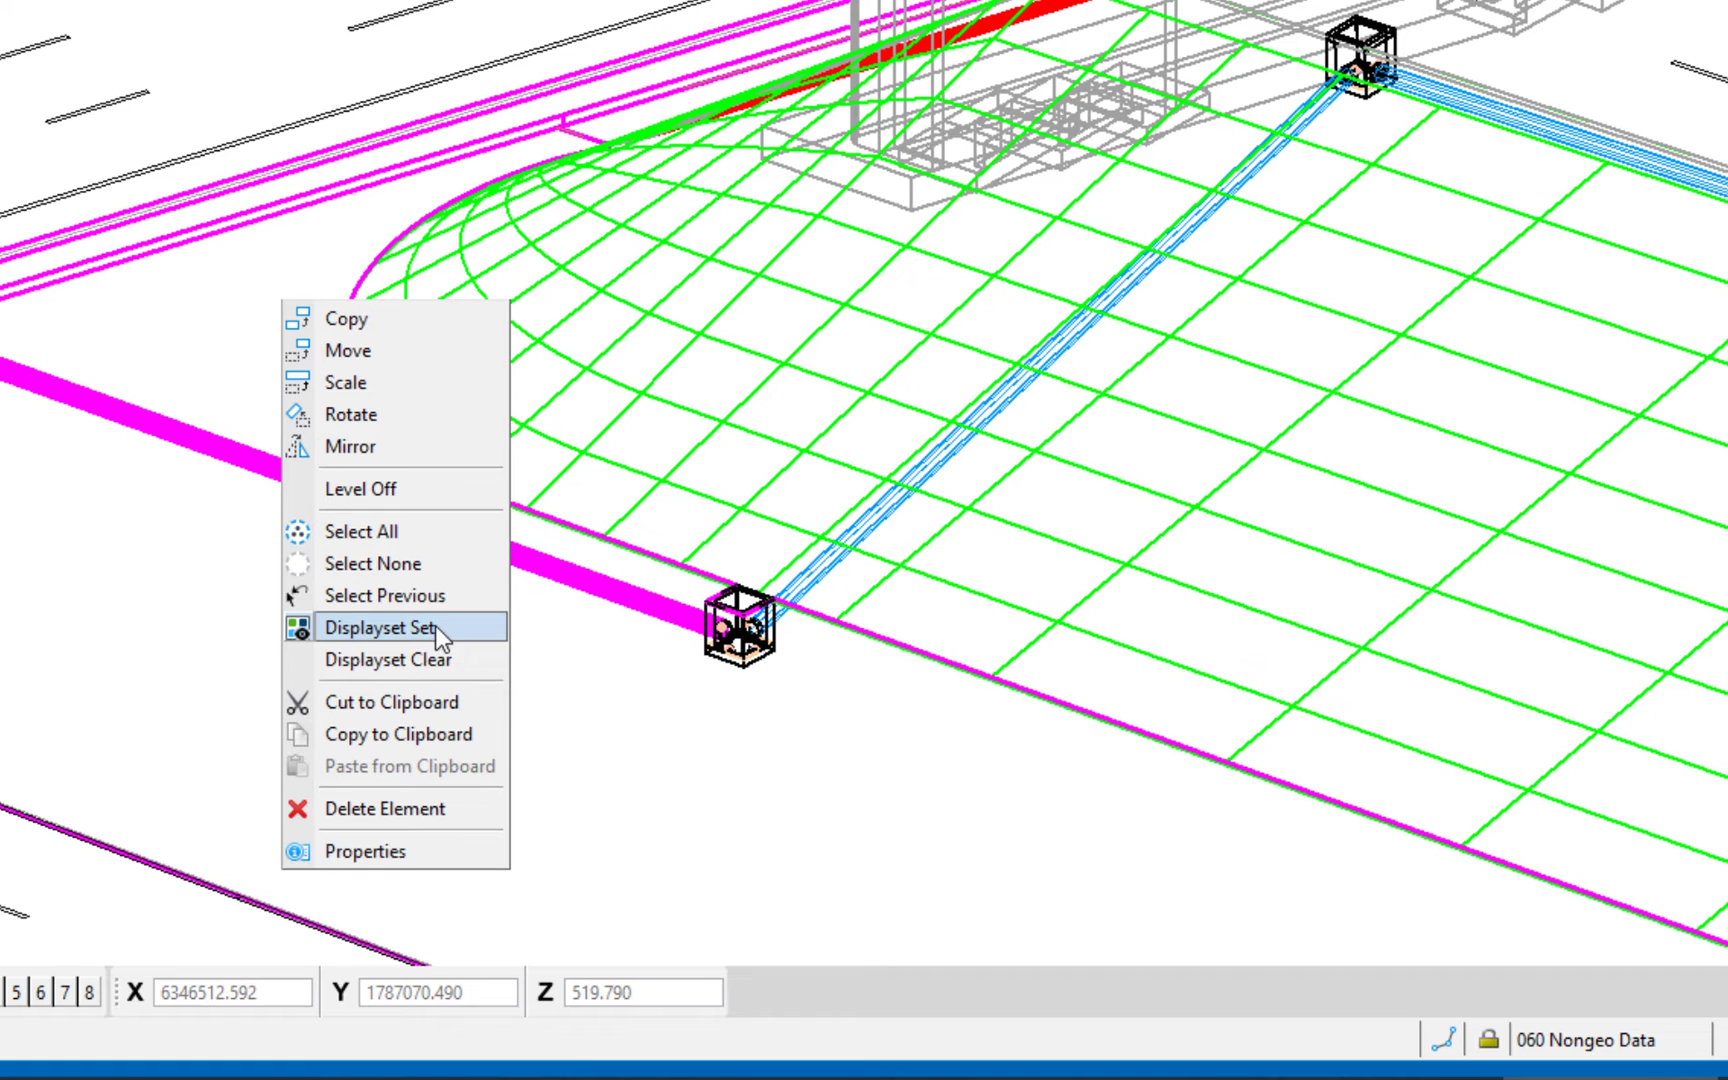 Copy
Move
Scale
Rotate
Mirror
Level Off
Select All
Select None
Select Previous
Displayset Set
Displayset Clear
Cut to Clipboard
Copy to Clipboard
Paste from Clipboard
Delete Element
Properties
5 6 7 8 X 6346512.592 Y 1787070.490 Z 519.790
060 Nongeo Data